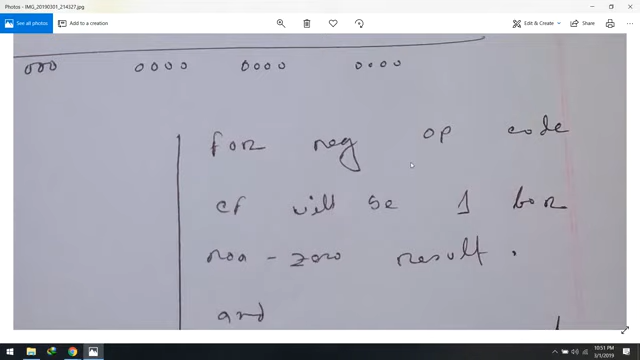 Photos - IMG_20190301_214327.jpg
See all photos
Add to a creation
Edit & Create
Share
000 0000 0000 0000
for neg op code
CF will be 1 for
non-zero result.
and
10:51 PM
3/1/2019